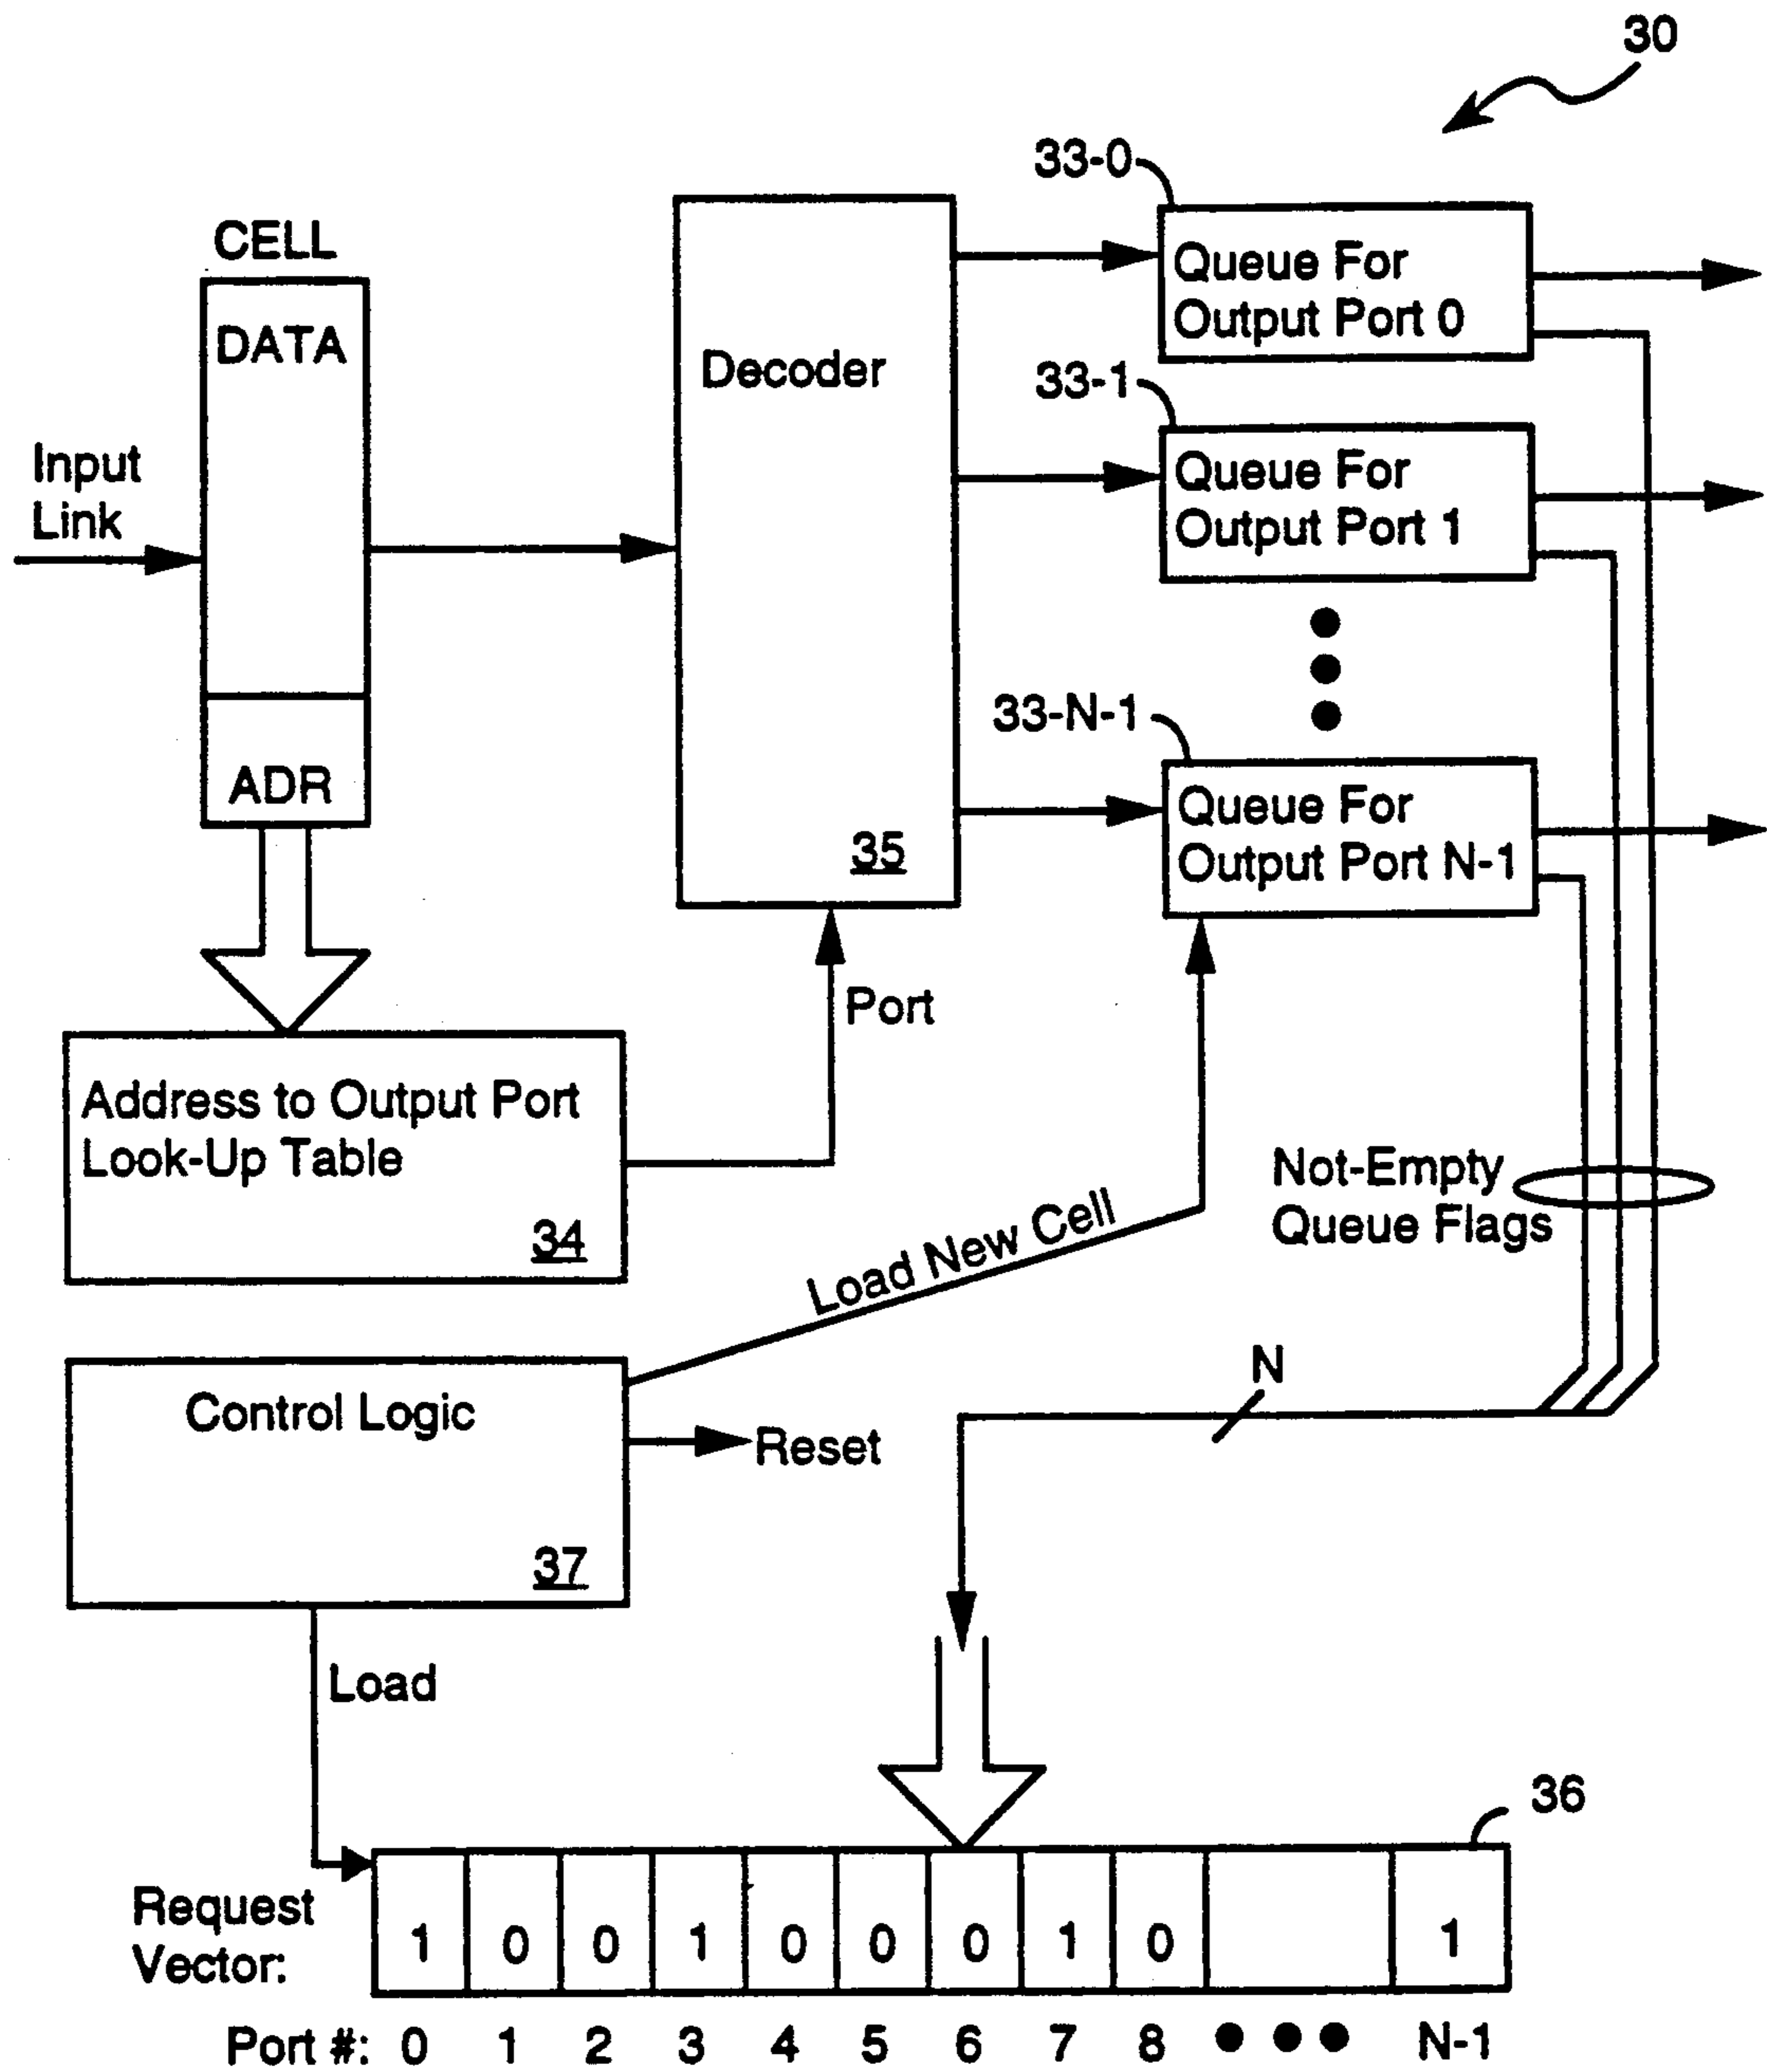 30
33-0
CELL
Queue For
Output Port 0
DATA
Decoder
33-1
Input
Link
Queue For
Output Port 1
33-N-1
ADR
Queue For
Output Port N-1
35
Port
Address to Output Port
Look-Up Table
34
Not-Empty
Queue Flags
Load New Cell
N
Control Logic
Reset
37
Load
36
Request
Vector:
1 0 0 1 0 0 0 1 0 1
Port #: 0 1 2 3 4 5 6 7 8 ● ● ● N-1